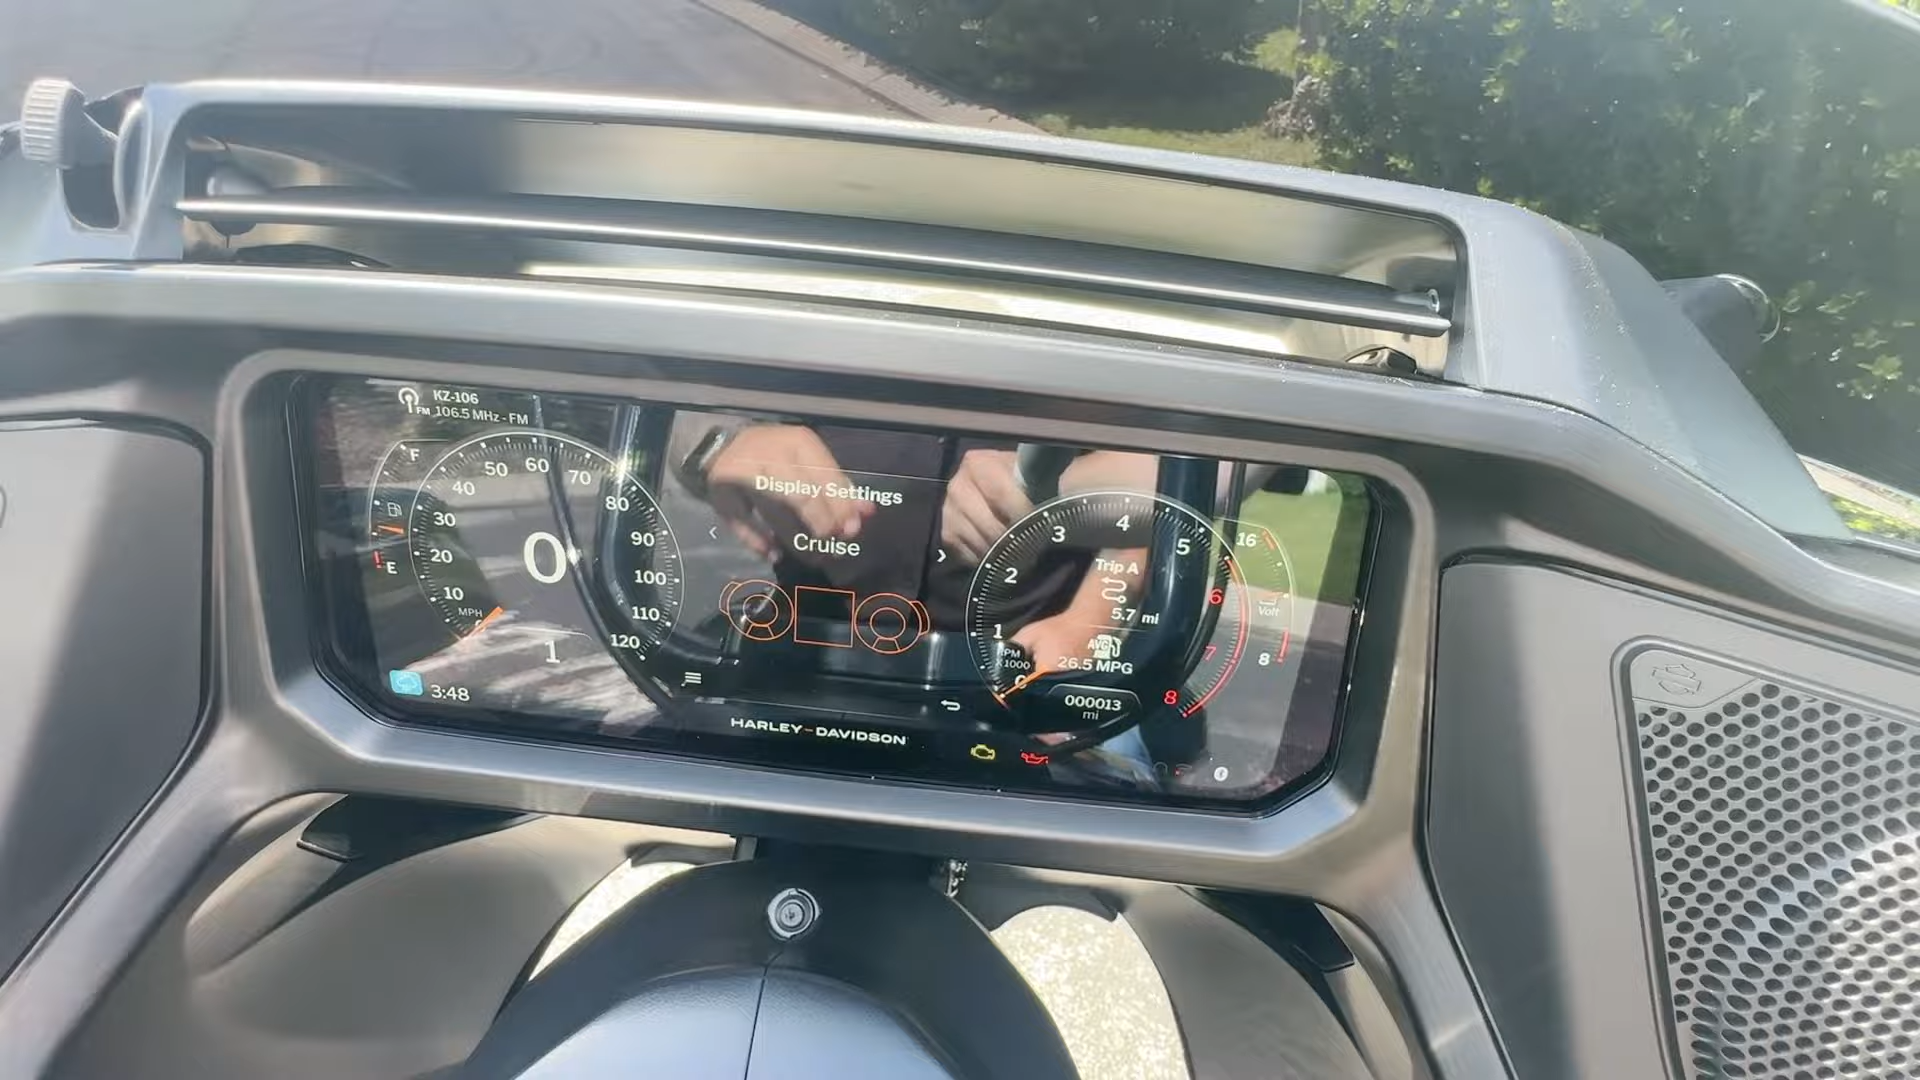 KZ-106
FM 106.5 MHz - FM
F
E
10
20
30
40
50
60
70
80
90
100
110
120
MPH
0
1
3:48
Display Settings
‹ Cruise ›
HARLEY-DAVIDSON
0
1
2
3
4
5
6
7
8
RPM
X1000
Trip A
5.7 mi
AVG
26.5 MPG
000013
mi
16
Volt
8